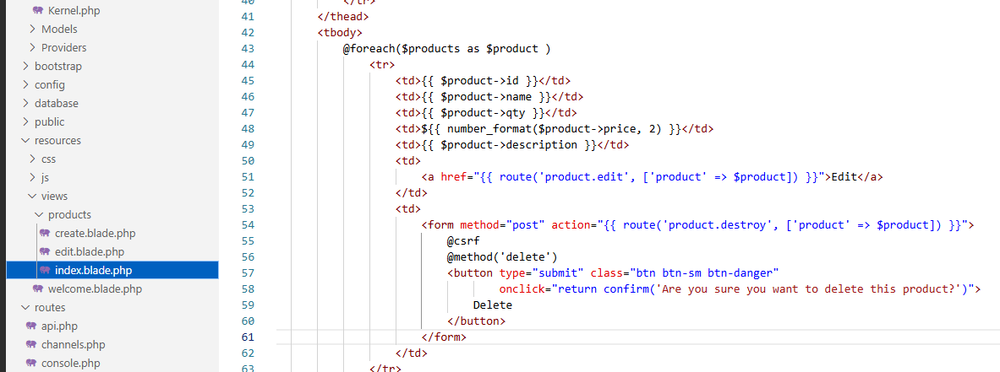 Kernel.php
Models
Providers
bootstrap
config
database
public
resources
css
js
views
products
create.blade.php
edit.blade.php
index.blade.php
welcome.blade.php
routes
api.php
channels.php
console.php
40 </tr>
41 </thead>
42 <tbody>
43 @foreach($products as $product )
44 <tr>
45 <td>{{ $product->id }}</td>
46 <td>{{ $product->name }}</td>
47 <td>{{ $product->qty }}</td>
48 <td>${{ number_format($product->price, 2) }}</td>
49 <td>{{ $product->description }}</td>
50 <td>
51 <a href="{{ route('product.edit', ['product' => $product]) }}">Edit</a>
52 </td>
53 <td>
54 <form method="post" action="{{ route('product.destroy', ['product' => $product]) }}">
55 @csrf
56 @method('delete')
57 <button type="submit" class="btn btn-sm btn-danger"
58 onclick="return confirm('Are you sure you want to delete this product?')">
59 Delete
60 </button>
61 </form>
62 </td>
63 </tr>